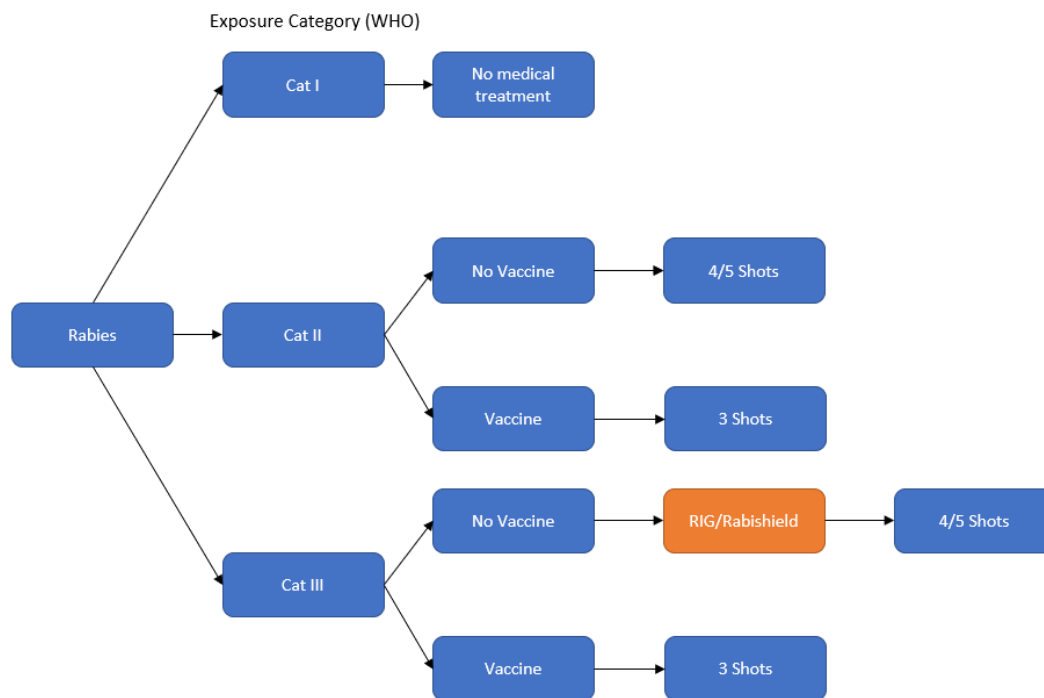 Exposure Category (WHO)
Cat I
No medical
treatment
No Vaccine
4/5 Shots
Rabies
Cat II
Vaccine
3 Shots
No Vaccine
RIG/Rabishield
4/5 Shots
Cat III
Vaccine
3 Shots